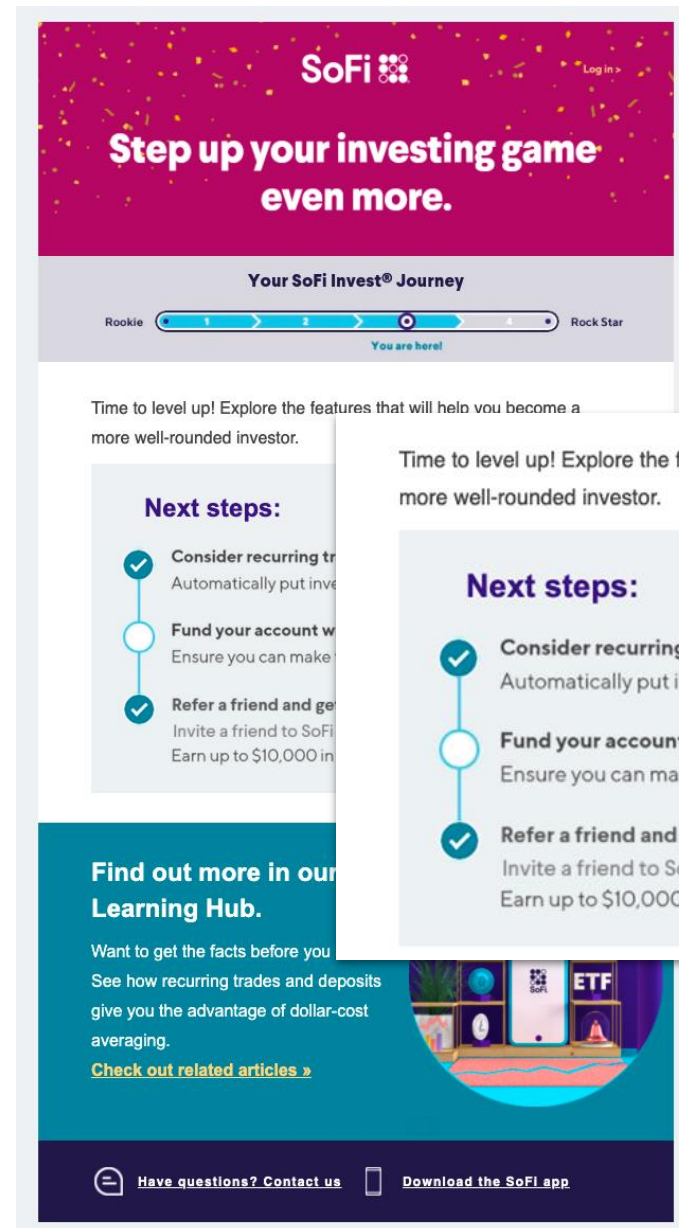 SoFi
Log in >
Step up your investing game
even more.
Your SoFi Invest® Journey
Rookie 1 2 4 Rock Star
You are here!
Time to level up! Explore the features that will help you become a
more well-rounded investor.
Next steps:
Consider recurring tr
Automatically put inve
Fund your account w
Ensure you can make
Refer a friend and ge
Invite a friend to SoFi
Earn up to $10,000 in
Time to level up! Explore the f
more well-rounded investor.
Next steps:
Consider recurring
Automatically put i
Fund your account
Ensure you can ma
Refer a friend and
Invite a friend to So
Earn up to $10,000
Find out more in our
Learning Hub.
Want to get the facts before you
See how recurring trades and deposits
give you the advantage of dollar-cost
averaging.
Check out related articles »
SoFi
ETF
Have questions? Contact us
Download the SoFi app